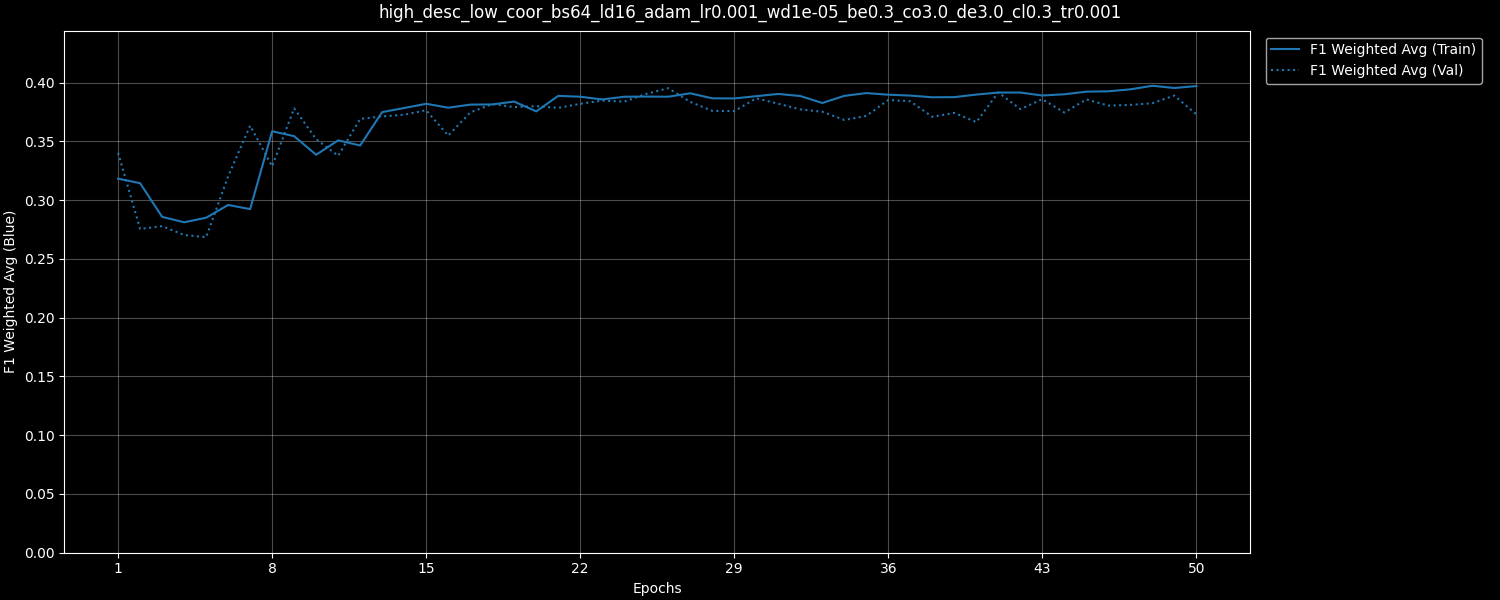 high_desc_low_coor_bs64_ld16_adam_lr0.001_wd1e-05_be0.3_co3.0_de3.0_cl0.3_tr0.001
F1 Weighted Avg (Train)
F1 Weighted Avg (Val)
F1 Weighted Avg (Blue)
0.40
0.35
0.30
0.25
0.20
0.15
0.10
0.05
0.00
1 8 15 22 29 36 43 50
Epochs